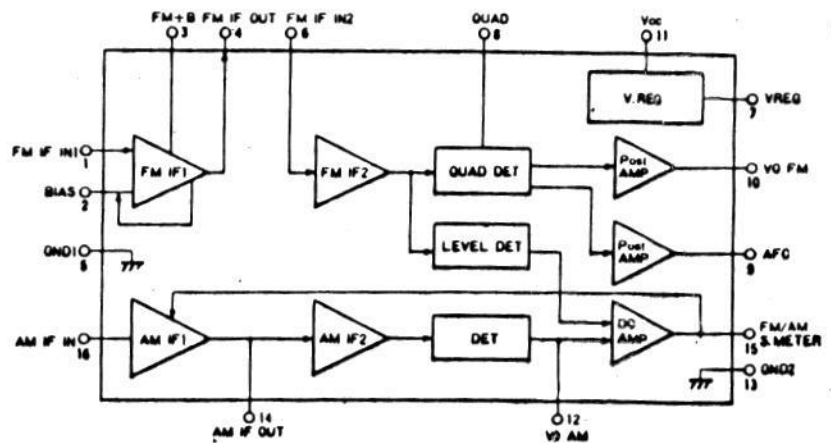 FM+B FM IF OUT FM IF IN2 QUAD Vcc
3 4 6 8 11
V.REG
VREG
7
FM IF IN1
1
FM IF1
FM IF2
QUAD DET
Post AMP
VO FM
10
BIAS
2
LEVEL DET
Post AMP
AFC
9
GND1
5
AM IF IN
16
AM IF1
AM IF2
DET
DC AMP
FM/AM
S.METER
15
GND2
13
14
AM IF OUT
12
VO AM